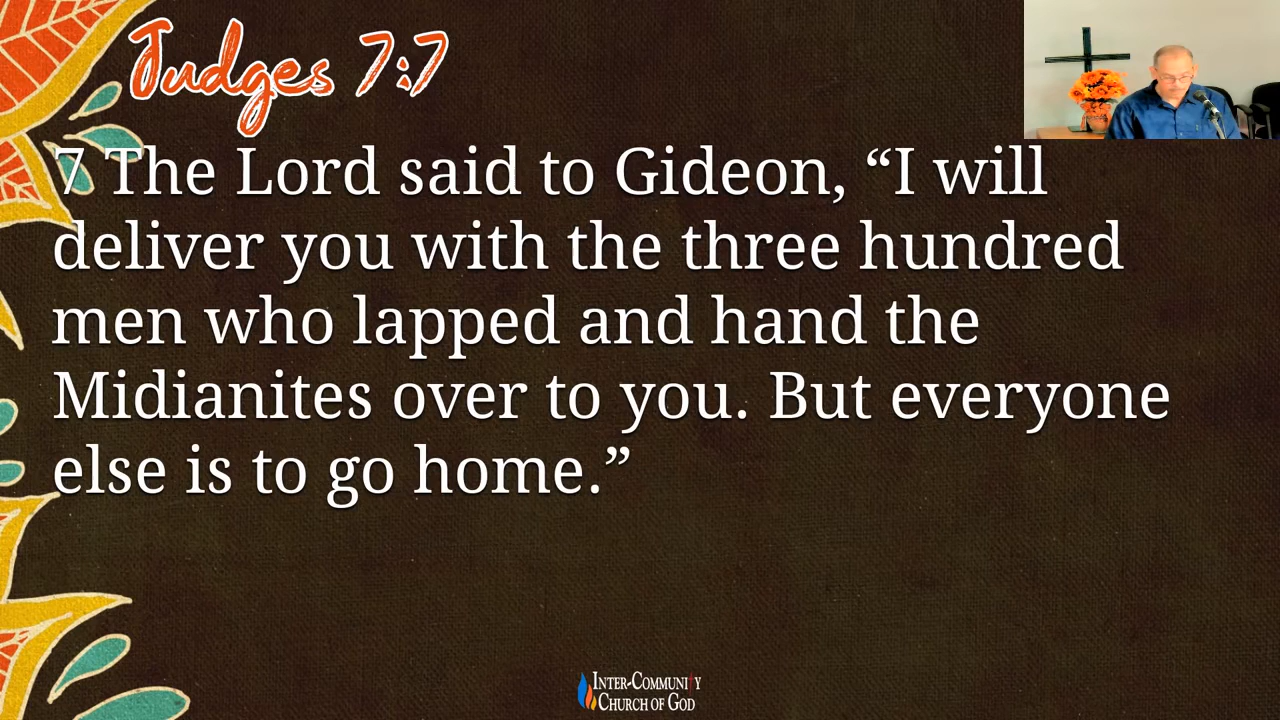 Judges 7:7
7 The Lord said to Gideon, “I will
deliver you with the three hundred
men who lapped and hand the
Midianites over to you. But everyone
else is to go home.”
Inter-Community
Church of God